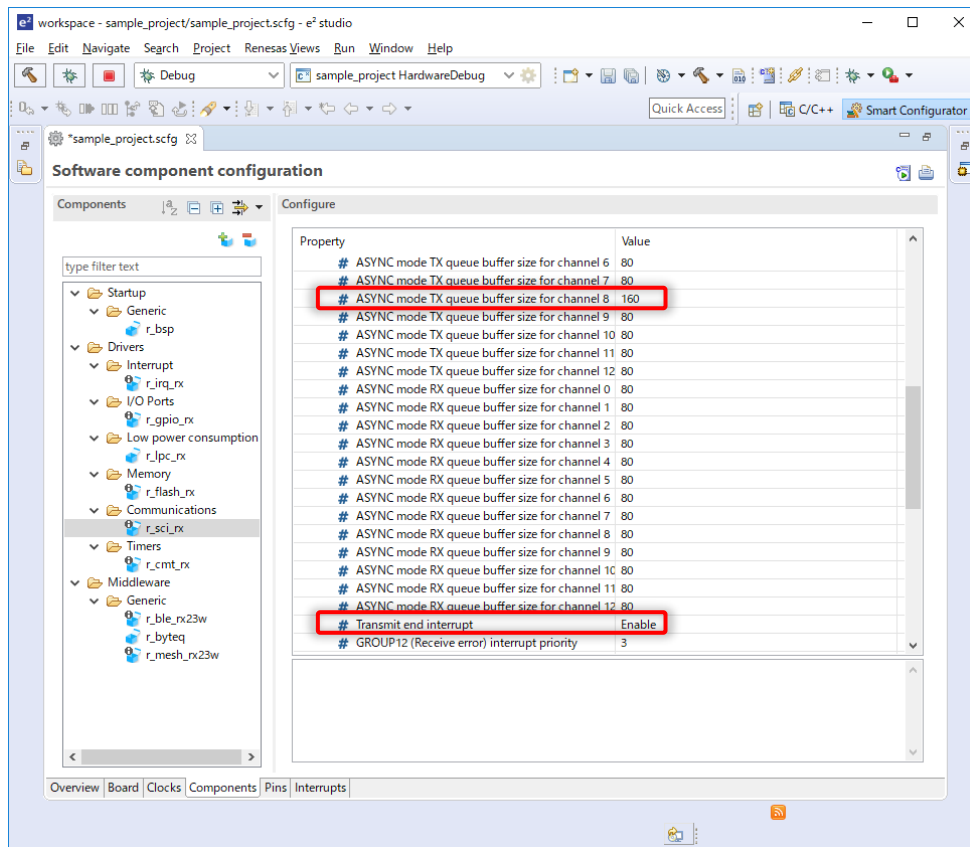 workspace - sample_project/sample_project.scfg - e² studio
File Edit Navigate Search Project Renesas Views Run Window Help
Debug sample_project HardwareDebug
Quick Access C/C++ Smart Configurator
*sample_project.scfg
Software component configuration
Components
Configure
type filter text
Startup
Generic
r_bsp
Drivers
Interrupt
r_irq_rx
I/O Ports
r_gpio_rx
Low power consumption
r_lpc_rx
Memory
r_flash_rx
Communications
r_sci_rx
Timers
r_cmt_rx
Middleware
Generic
r_ble_rx23w
r_byteq
r_mesh_rx23w
Property Value
# ASYNC mode TX queue buffer size for channel 6 80
# ASYNC mode TX queue buffer size for channel 7 80
# ASYNC mode TX queue buffer size for channel 8 160
# ASYNC mode TX queue buffer size for channel 9 80
# ASYNC mode TX queue buffer size for channel 10 80
# ASYNC mode TX queue buffer size for channel 11 80
# ASYNC mode TX queue buffer size for channel 12 80
# ASYNC mode RX queue buffer size for channel 0 80
# ASYNC mode RX queue buffer size for channel 1 80
# ASYNC mode RX queue buffer size for channel 2 80
# ASYNC mode RX queue buffer size for channel 3 80
# ASYNC mode RX queue buffer size for channel 4 80
# ASYNC mode RX queue buffer size for channel 5 80
# ASYNC mode RX queue buffer size for channel 6 80
# ASYNC mode RX queue buffer size for channel 7 80
# ASYNC mode RX queue buffer size for channel 8 80
# ASYNC mode RX queue buffer size for channel 9 80
# ASYNC mode RX queue buffer size for channel 10 80
# ASYNC mode RX queue buffer size for channel 11 80
# ASYNC mode RX queue buffer size for channel 12 80
# Transmit end interrupt Enable
# GROUP12 (Receive error) interrupt priority 3
Overview Board Clocks Components Pins Interrupts